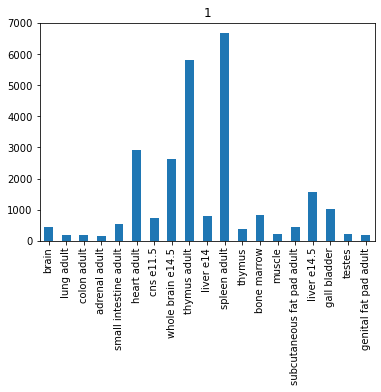 1
7000
6000
5000
4000
3000
2000
1000
0
brain
lung adult
colon adult
adrenal adult
small intestine adult
heart adult
cns e11.5
whole brain e14.5
thymus adult
liver e14
spleen adult
thymus
bone marrow
muscle
subcutaneous fat pad adult
liver e14.5
gall bladder
testes
genital fat pad adult